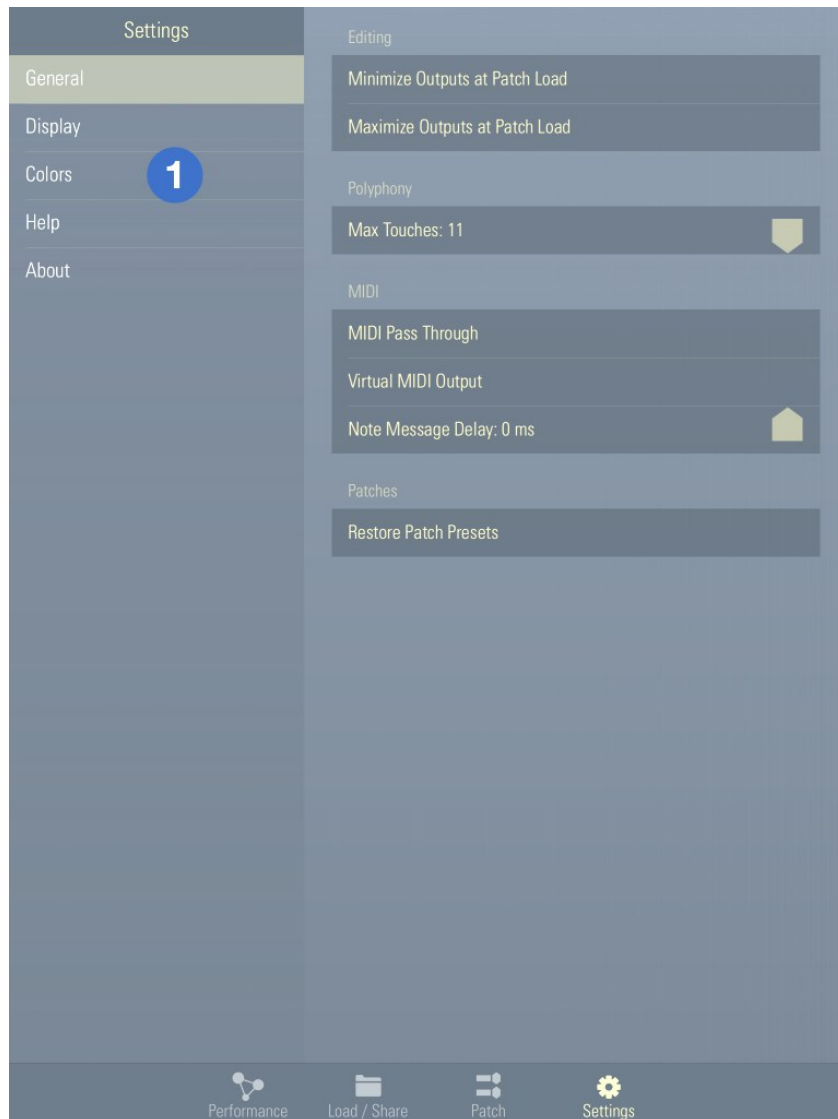 Settings
General
Display
Colors
1
Help
About
Editing
Minimize Outputs at Patch Load
Maximize Outputs at Patch Load
Polyphony
Max Touches: 11
MIDI
MIDI Pass Through
Virtual MIDI Output
Note Message Delay: 0 ms
Patches
Restore Patch Presets
Performance
Load / Share
Patch
Settings